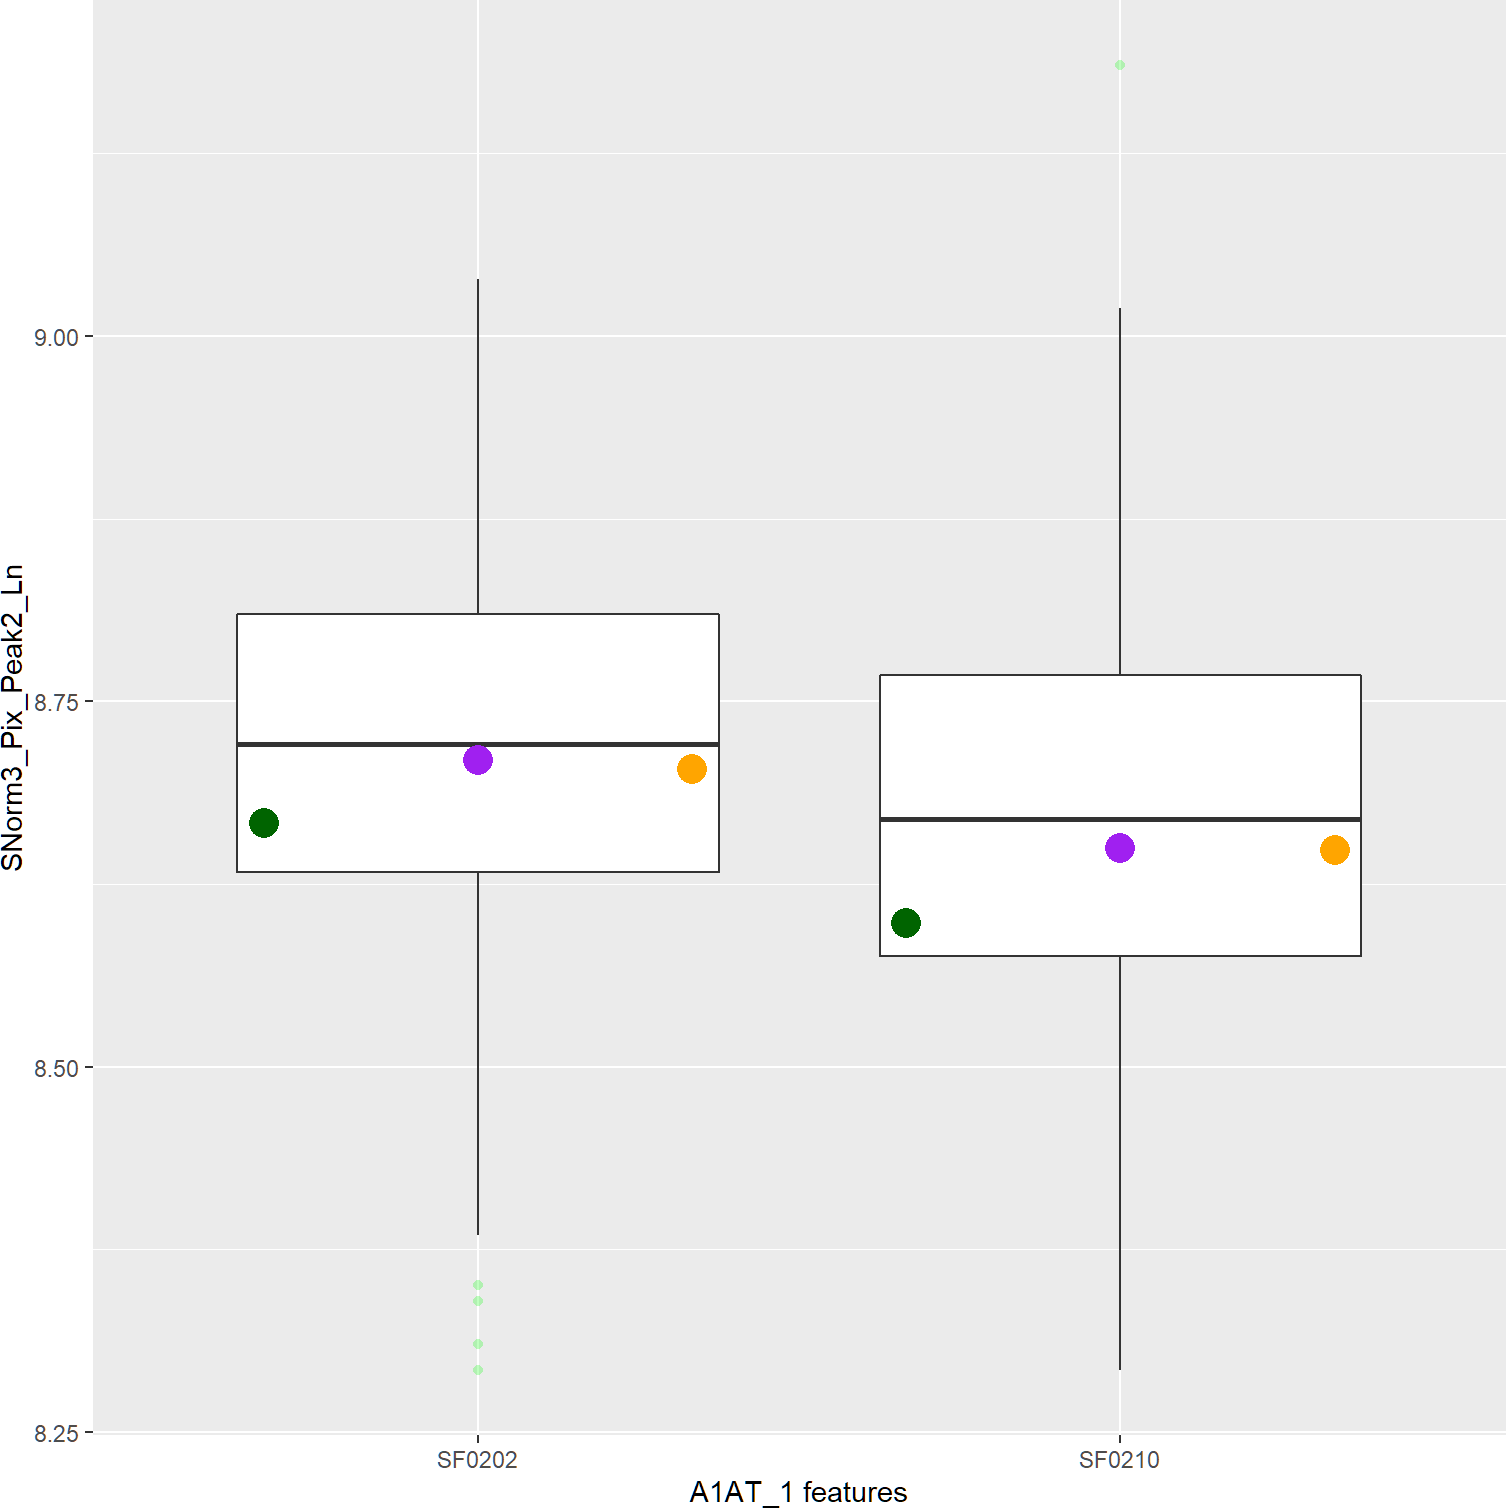 SNorm3_Pix_Peak2_Ln
9.00
8.75
8.50
8.25
SF0202
SF0210
A1AT_1 features